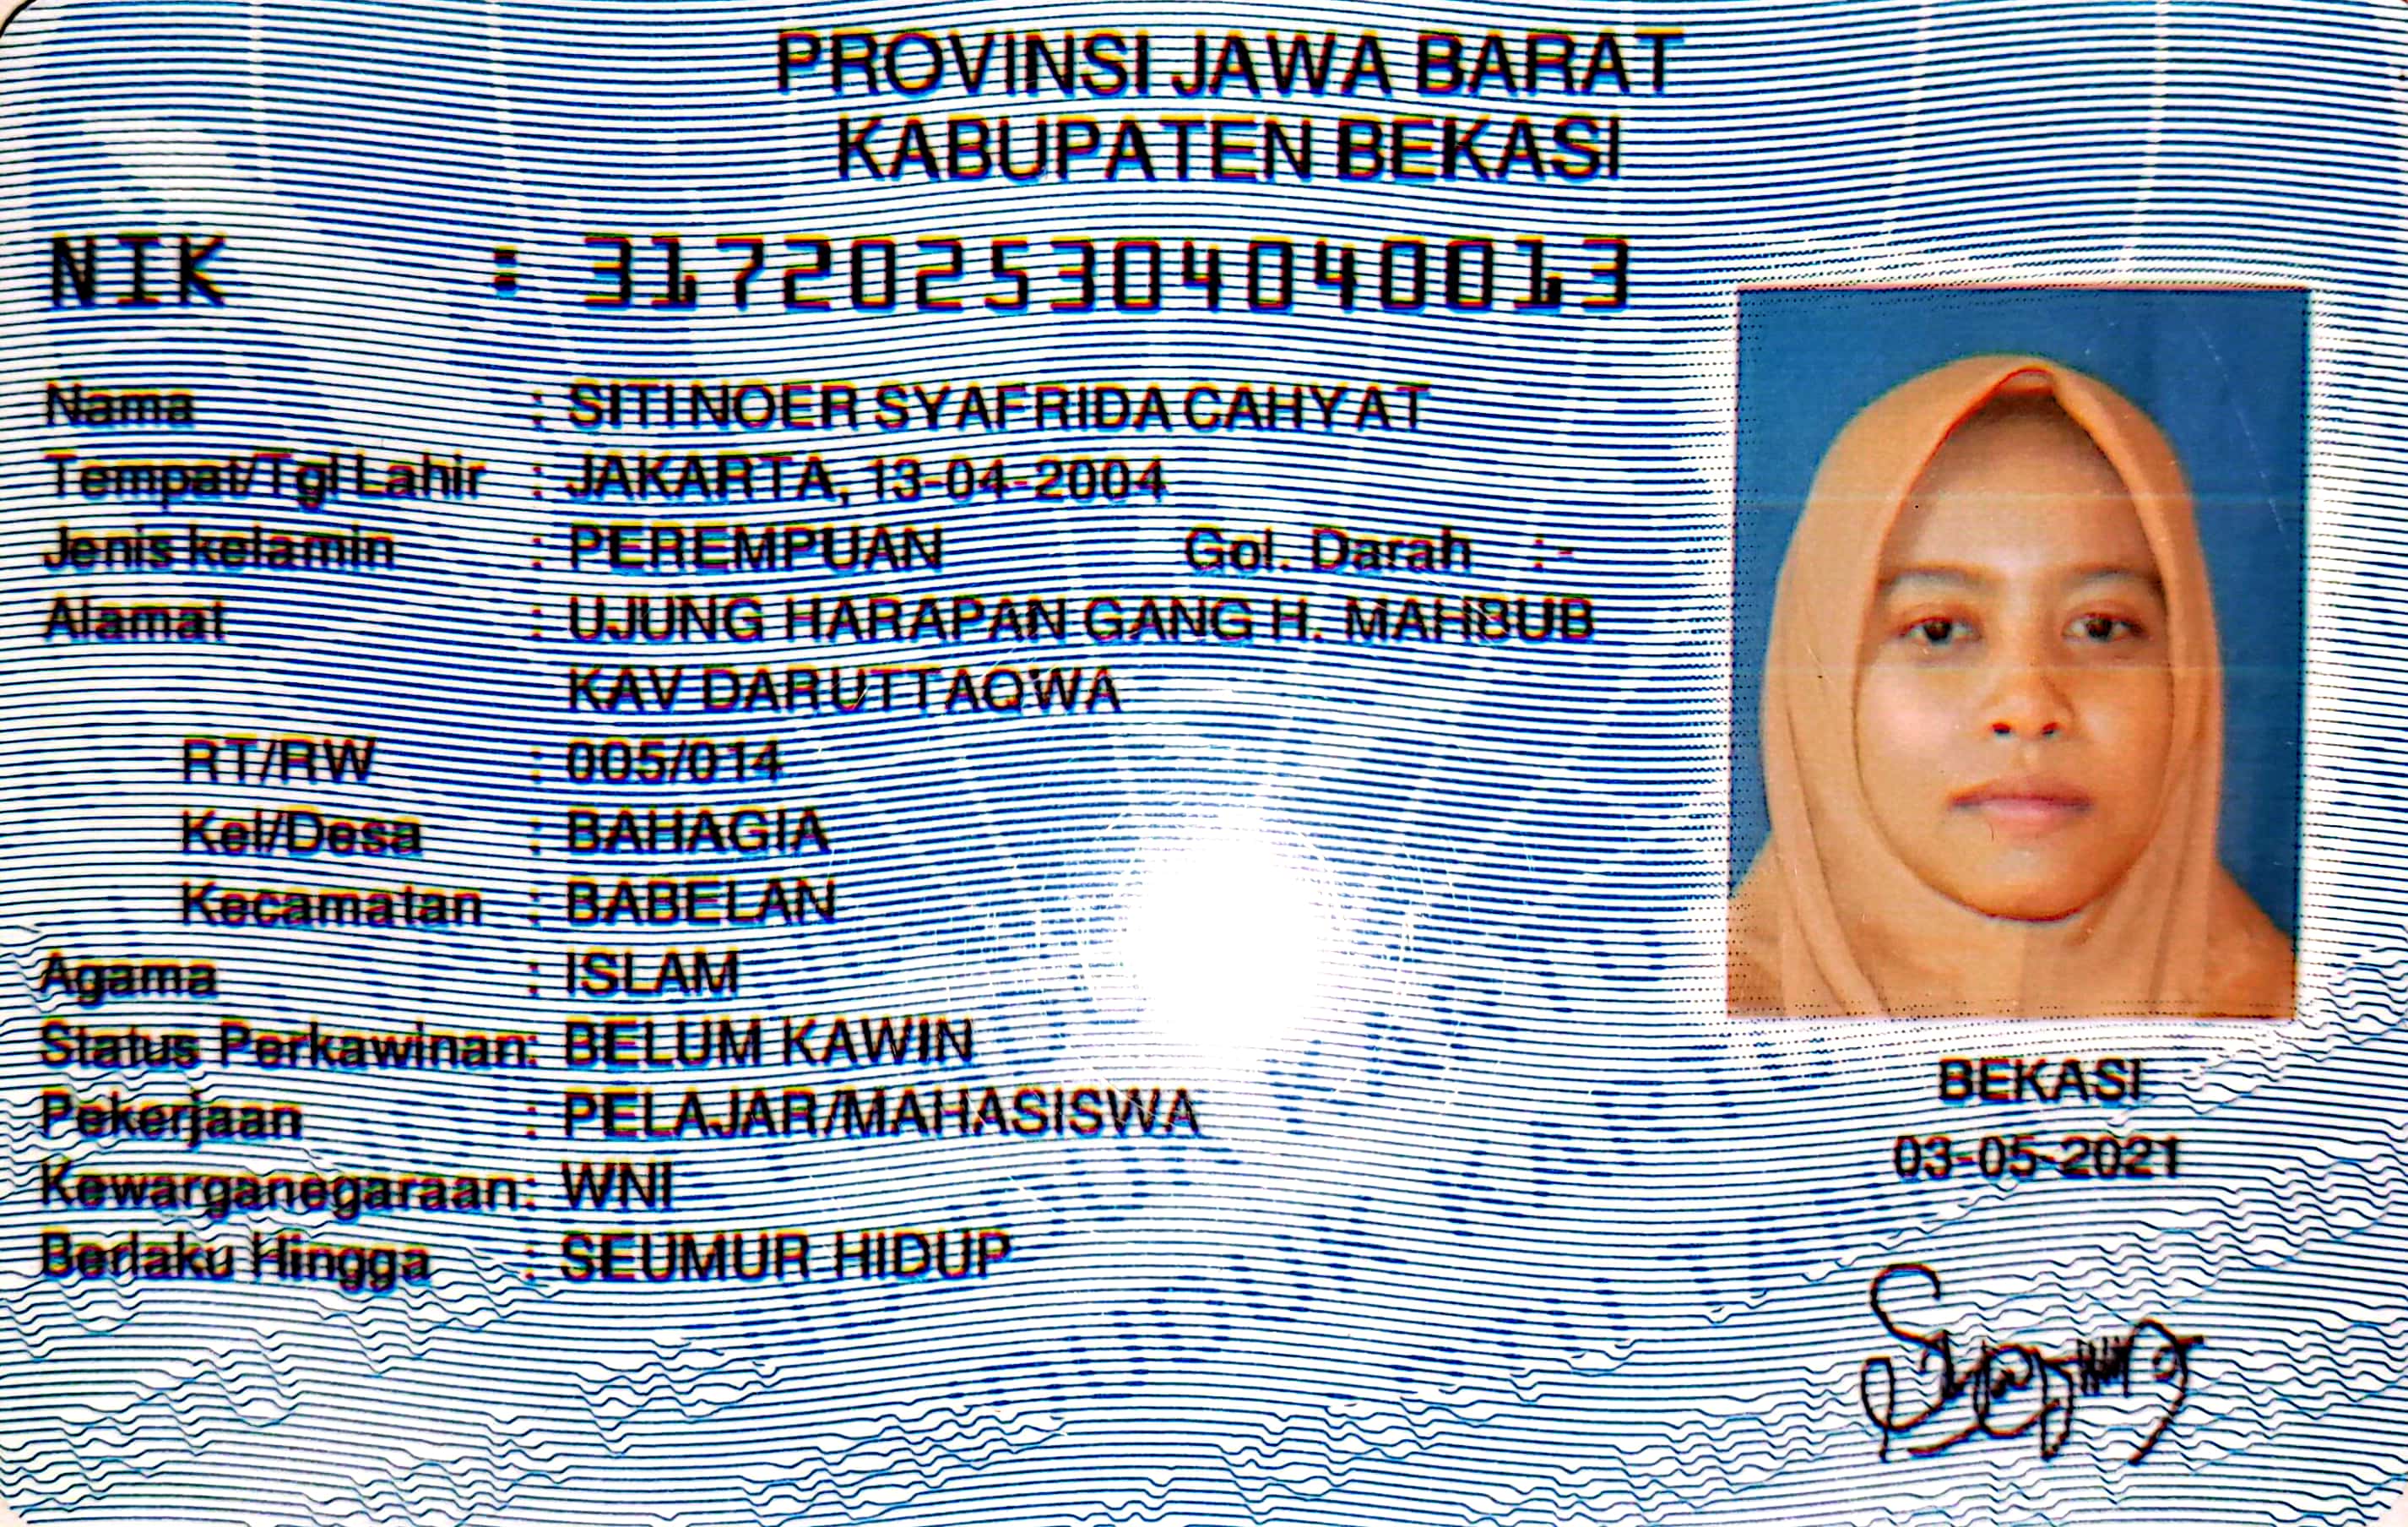 PROVINSI JAWA BARAT
KABUPATEN BEKASI
NIK : 3172025304040013
Nama : SITI NOER SYAFRIDA CAHYAT
Tempat/Tgl Lahir : JAKARTA, 13-04-2004
Jenis kelamin : PEREMPUAN Gol. Darah : -
Alamat : UJUNG HARAPAN GANG H. MAHBUB
KAV DARUTTAQWA
RT/RW : 005/014
Kel/Desa : BAHAGIA
Kecamatan : BABELAN
Agama : ISLAM
Status Perkawinan: BELUM KAWIN
Pekerjaan : PELAJAR/MAHASISWA
Kewarganegaraan: WNI
Berlaku Hingga : SEUMUR HIDUP
BEKASI
03-05-2021